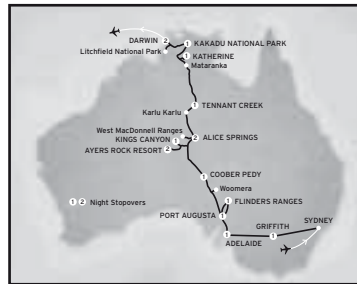 DARWIN 2
1 KAKADU NATIONAL PARK
Litchfield National Park
1 KATHERINE
Mataranka
1 TENNANT CREEK
Karlu Karlu
West MacDonnell Ranges
KINGS CANYON 1
2 ALICE SPRINGS
AYERS ROCK RESORT 2
1 COOBER PEDY
Woomera
1 FLINDERS RANGES
PORT AUGUSTA 1
1 2 Night Stopovers
SYDNEY
GRIFFITH
1
1
ADELAIDE